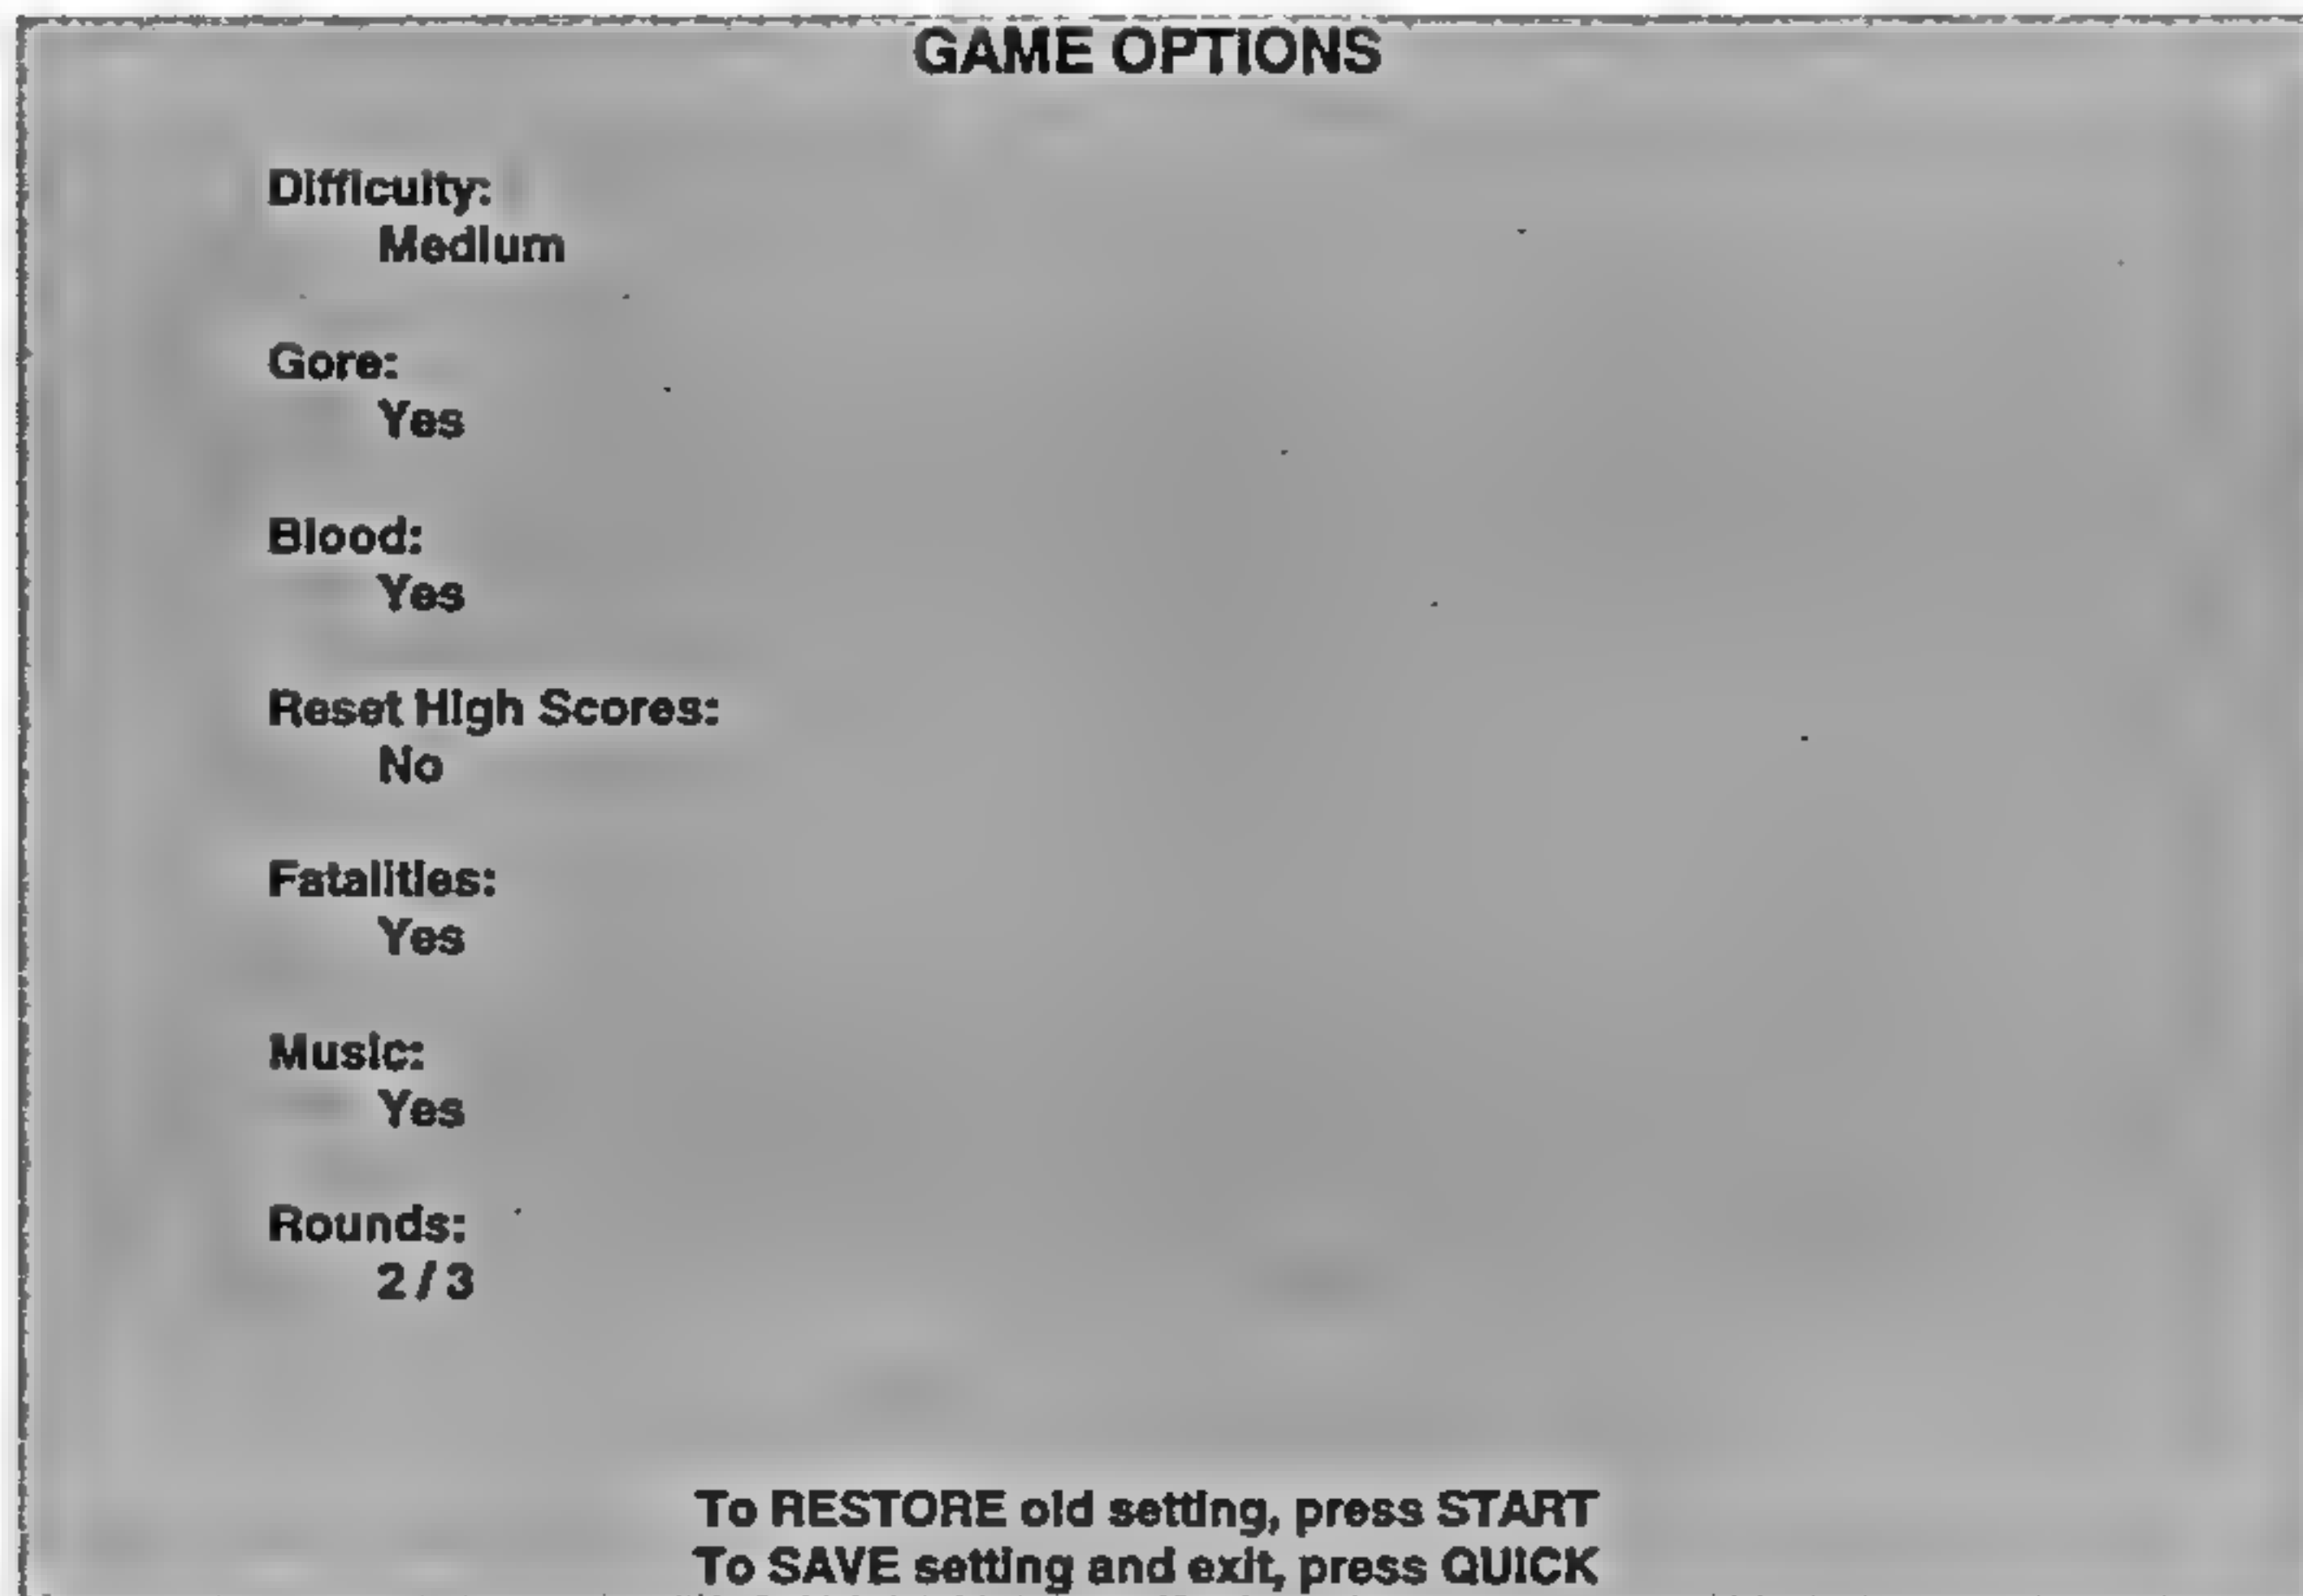 GAME OPTIONS
Difficulty:
Medium
Gore:
Yes
Blood:
Yes
Reset High Scores:
No
Fatalities:
Yes
Music:
Yes
Rounds:
2 / 3
To RESTORE old setting, press START
To SAVE setting and exit, press QUICK